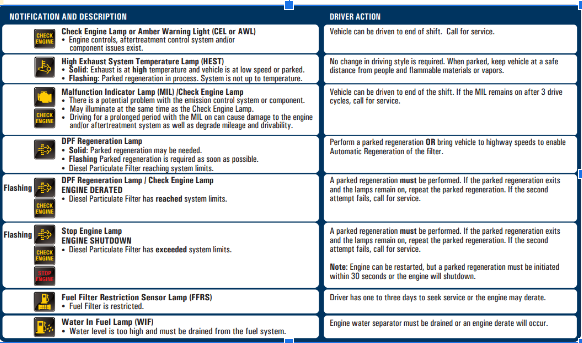 NOTIFICATION AND DESCRIPTION
DRIVER ACTION
CHECK
ENGINE
Check Engine Lamp or Amber Warning Light (CEL or AWL)
• Engine controls, aftertreatment control system and/or
component issues exist.
Vehicle can be driven to end of shift. Call for service.
High Exhaust System Temperature Lamp (HEST)
• Solid: Exhaust is at high temperature and vehicle is at low speed or parked.
• Flashing: Parked regeneration in process. System is not up to temperature.
No change in driving style is required. When parked, keep vehicle at a safe
distance from people and flammable materials or vapors.
CHECK
ENGINE
Malfunction Indicator Lamp (MIL) /Check Engine Lamp
• There is a potential problem with the emission control system or component.
• May illuminate at the same time as the Check Engine Lamp.
• Driving for a prolonged period with the MIL on can cause damage to the engine
and/or aftertreatment system as well as degrade mileage and drivability.
Vehicle can be driven to end of the shift. If the MIL remains on after 3 drive
cycles, call for service.
DPF Regeneration Lamp
• Solid: Parked regeneration may be needed.
• Flashing Parked regeneration is required as soon as possible.
• Diesel Particulate Filter reaching system limits.
Perform a parked regeneration OR bring vehicle to highway speeds to enable
Automatic Regeneration of the filter.
Flashing
CHECK
ENGINE
DPF Regeneration Lamp / Check Engine Lamp
ENGINE DERATED
• Diesel Particulate Filter has reached system limits.
A parked regeneration must be performed. If the parked regeneration exits
and the lamps remain on, repeat the parked regeneration. If the second
attempt fails, call for service.
Flashing
CHECK
ENGINE
STOP
ENGINE
Stop Engine Lamp
ENGINE SHUTDOWN
• Diesel Particulate Filter has exceeded system limits.
A parked regeneration must be performed. If the parked regeneration exits
and the lamps remain on, repeat the parked regeneration. If the second
attempt fails, call for service.
Note: Engine can be restarted, but a parked regeneration must be initiated
within 30 seconds or the engine will shutdown.
Fuel Filter Restriction Sensor Lamp (FFRS)
• Fuel Filter is restricted.
Driver has one to three days to seek service or the engine may derate.
Water In Fuel Lamp (WIF)
• Water level is too high and must be drained from the fuel system.
Engine water separator must be drained or an engine derate will occur.